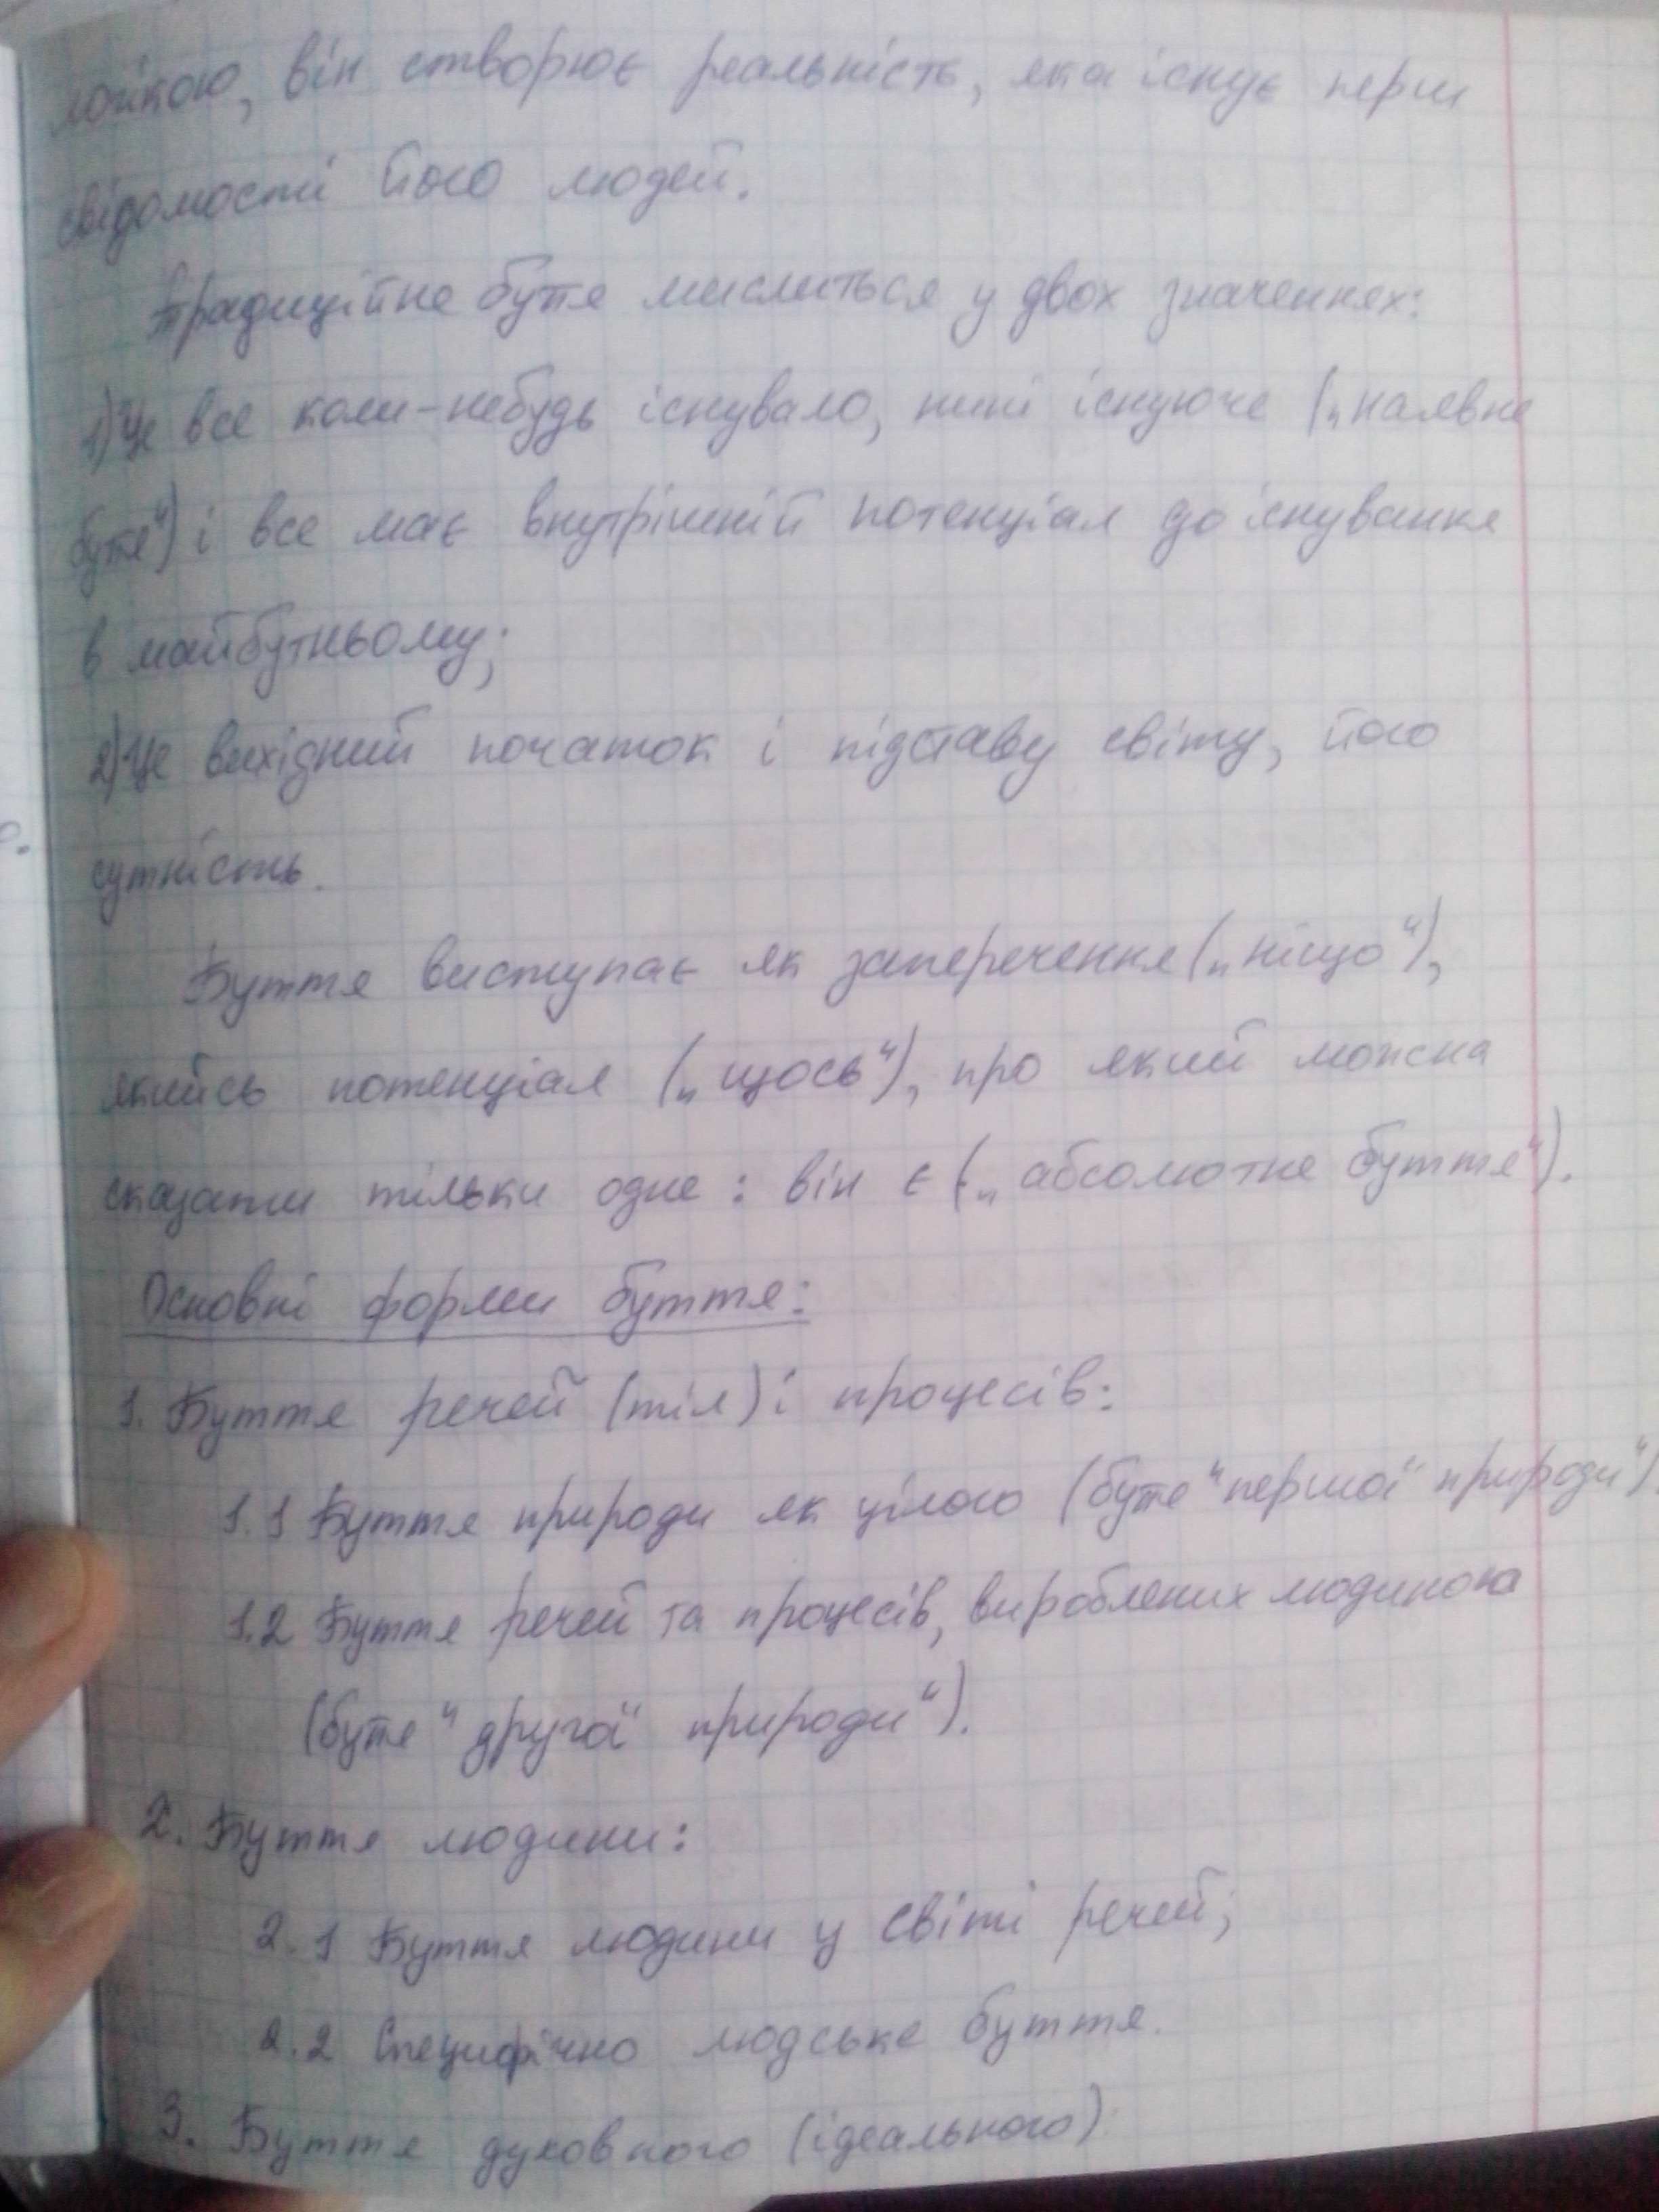 він створює реальність, яка існує перш
свідомості його людей.
Традиційне буття мислиться у двох значеннях:
1) Це все коли-небудь існувало, нині існуюче („наявне
буття“) і все має внутрішній потенціал до існування
в майбутньому;
2) Це вихідний початок і підставу світу, його
сутність.
Буття виступає як заперечення („ніщо“),
якийсь потенціал („щось“), про який можна
сказати тільки одне: він є („абсолютне буття“).
Основні форми буття:
1. Буття речей (тіл) і процесів:
1.1 Буття природи як цілого (буття “першої природи“).
1.2 Буття речей та процесів, вироблених людиною
(буття “другої природи“).
2. Буття людини:
2.1 Буття людини у світі речей;
2.2 Специфічно людське буття.
3. Буття духовного (ідеального):